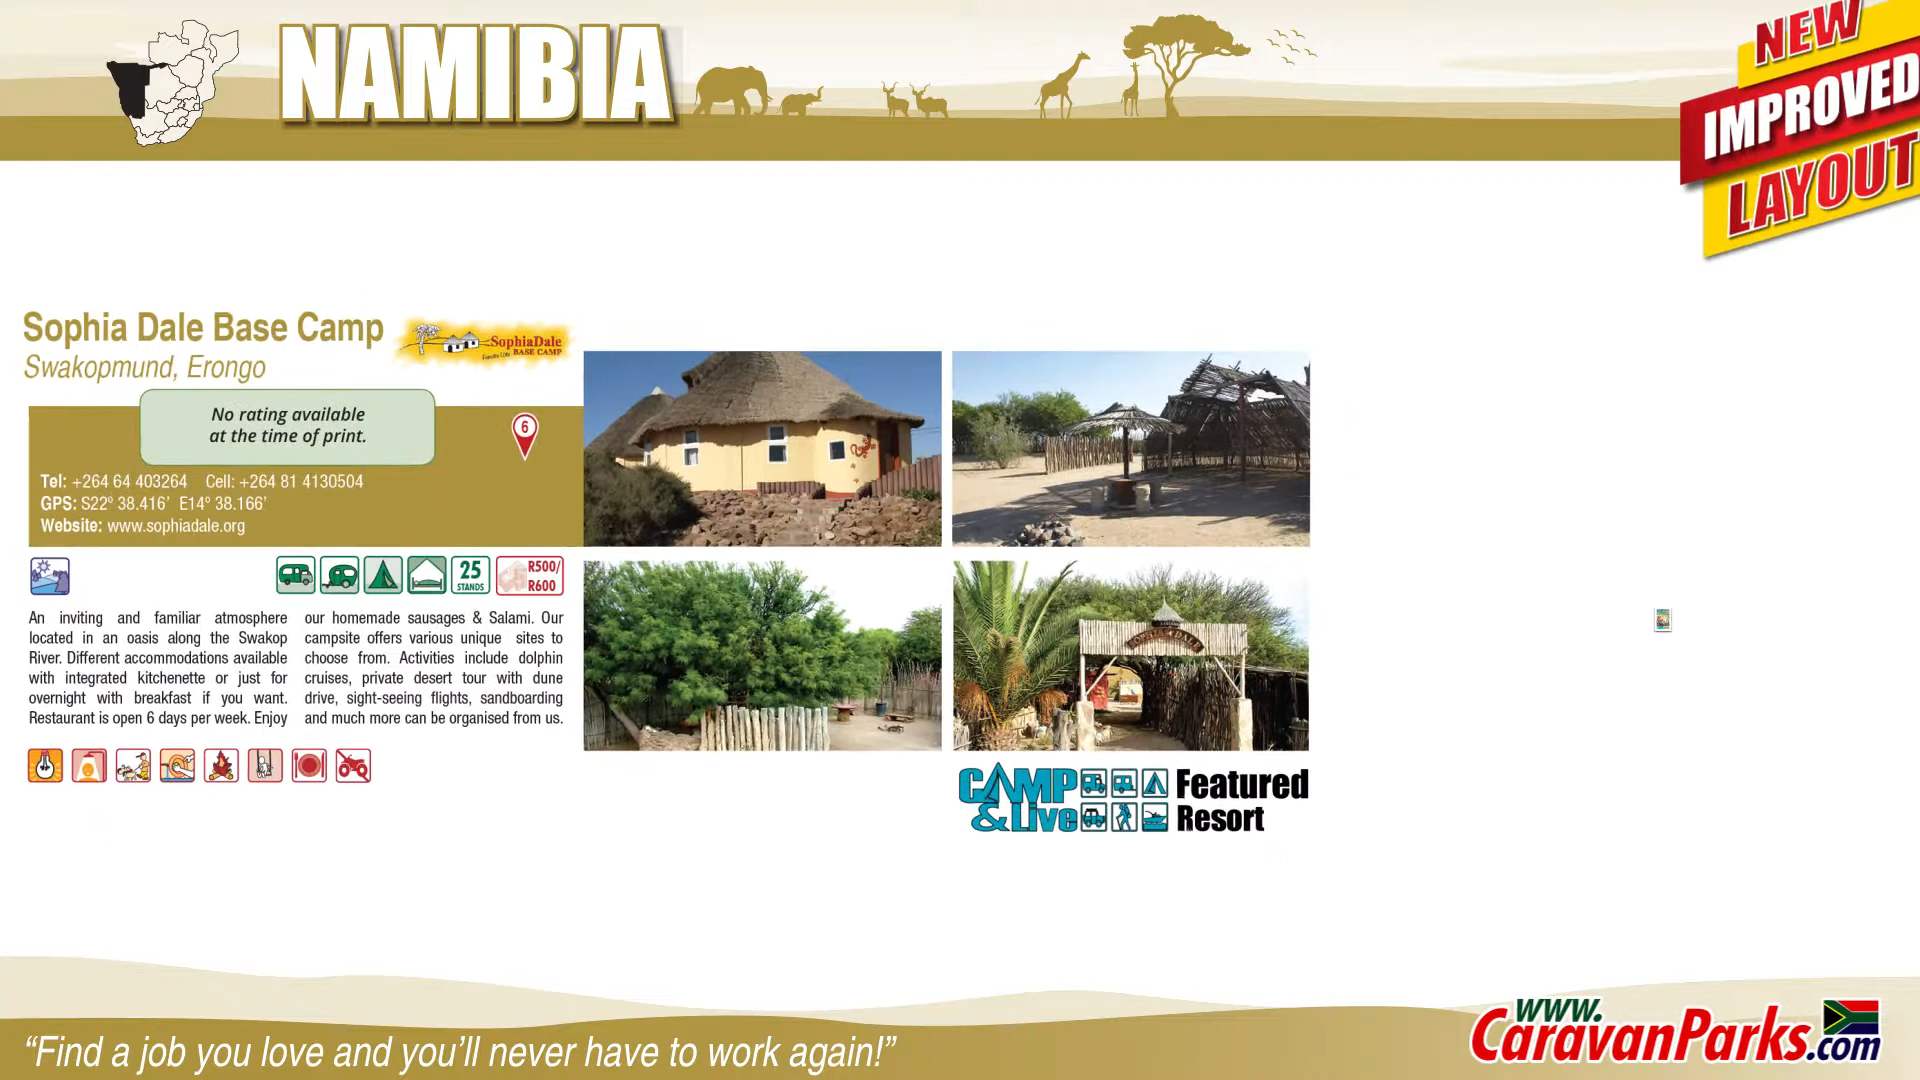 NAMIBIA
NEW
IMPROVED
LAYOUT
Sophia Dale Base Camp
Swakopmund, Erongo
SophiaDale
BASE CAMP
No rating available
at the time of print.
6
Tel: +264 64 403264 Cell: +264 81 4130504
GPS: S22º 38.416’ E14º 38.166’
Website: www.sophiadale.org
25
STANDS
R500/
R600
An inviting and familiar atmosphere
located in an oasis along the Swakop
River. Different accommodations available
with integrated kitchenette or just for
overnight with breakfast if you want.
Restaurant is open 6 days per week. Enjoy
our homemade sausages & Salami. Our
campsite offers various unique sites to
choose from. Activities include dolphin
cruises, private desert tour with dune
drive, sight-seeing flights, sandboarding
and much more can be organised from us.
SOPHIA DALE
CAMP
& Live
Featured
Resort
“Find a job you love and you’ll never have to work again!”
www.
CaravanParks
.com